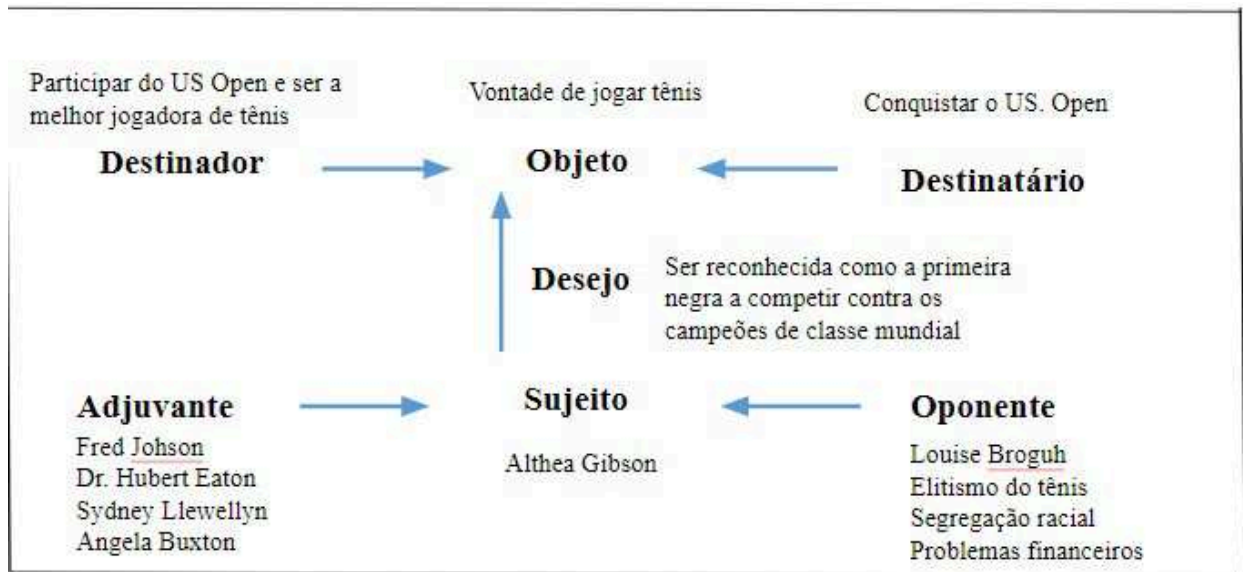 Participar do US Open e ser a
melhor jogadora de tênis
Vontade de jogar tênis
Conquistar o US. Open
Destinador
Objeto
Destinatário
Desejo
Ser reconhecida como a primeira
negra a competir contra os
campeões de classe mundial
Adjuvante
Sujeito
Oponente
Fred Johson
Dr. Hubert Eaton
Sydney Llewellyn
Angela Buxton
Althea Gibson
Louise Broguh
Elitismo do tênis
Segregação racial
Problemas financeiros